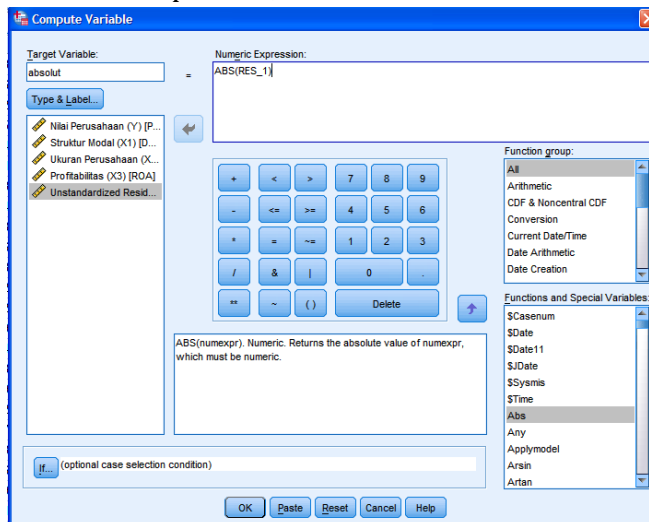 Compute Variable
Target Variable:
absolut
=
Numeric Expression:
ABS(RES_1)
Type & Label...
Nilai Perusahaan (Y) [P...
Struktur Modal (X1) [D...
Ukuran Perusahaan (X...
Profitabilitas (X3) [ROA]
Unstandardized Resid...
+ < > 7 8 9
- <= >= 4 5 6
* = ~= 1 2 3
/ & | 0 .
** ~ ( ) Delete
Function group:
All
Arithmetic
CDF & Noncentral CDF
Conversion
Current Date/Time
Date Arithmetic
Date Creation
Functions and Special Variables:
$Casenum
$Date
$Date11
$JDate
$Sysmis
$Time
Abs
Any
Applymodel
Arsin
Artan
ABS(numexpr). Numeric. Returns the absolute value of numexpr,
which must be numeric.
If... (optional case selection condition)
OK Paste Reset Cancel Help